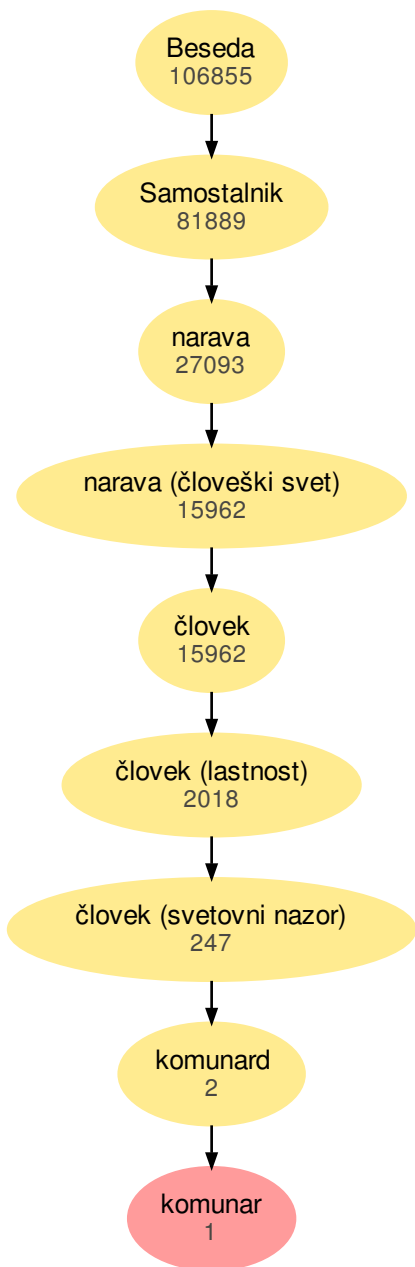 Beseda
106855
Samostalnik
81889
narava
27093
narava (človeški svet)
15962
človek
15962
človek (lastnost)
2018
človek (svetovni nazor)
247
komunard
2
komunar
1